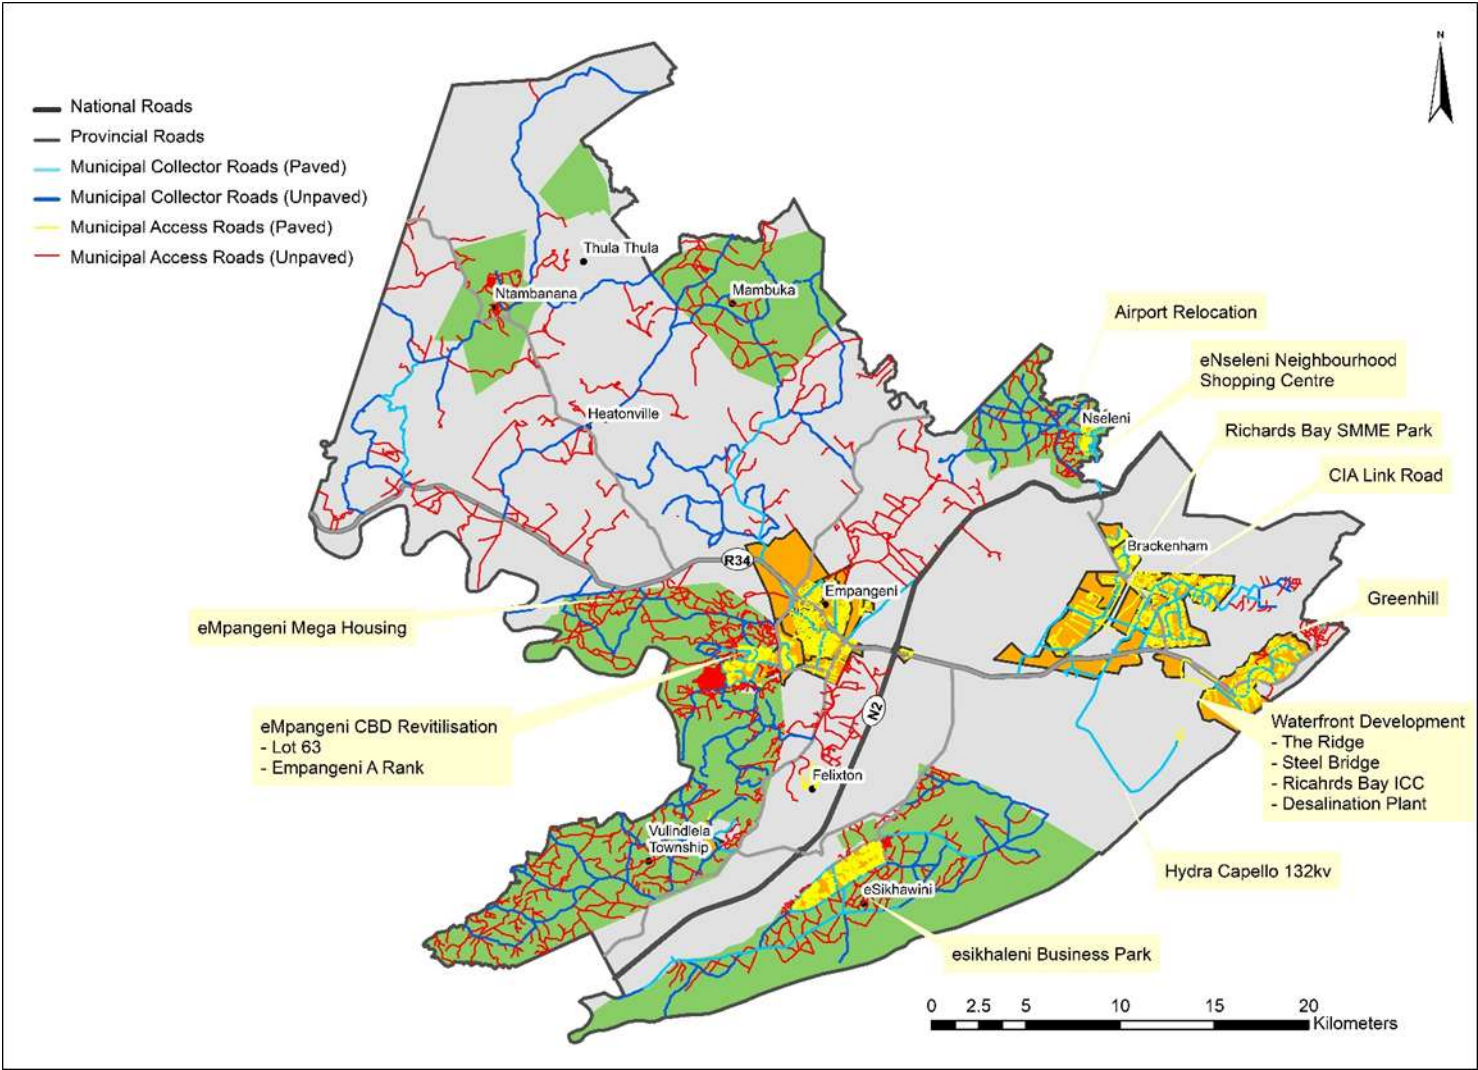 N
National Roads
Provincial Roads
Municipal Collector Roads (Paved)
Municipal Collector Roads (Unpaved)
Municipal Access Roads (Paved)
Municipal Access Roads (Unpaved)
Thula Thula
Ntambanana
Mambuka
Airport Relocation
eNseleni Neighbourhood
Shopping Centre
Heatonville
Nseleni
Richards Bay SMME Park
CIA Link Road
Brackenham
R34
Empangeni
Greenhill
eMpangeni Mega Housing
N2
eMpangeni CBD Revitilisation
- Lot 63
- Empangeni A Rank
Waterfront Development
- The Ridge
- Steel Bridge
- Ricahrds Bay ICC
- Desalination Plant
Felixton
Vulindlela
Township
Hydra Capello 132kv
eSikhawini
esikhaleni Business Park
0 2.5 5 10 15 20
Kilometers